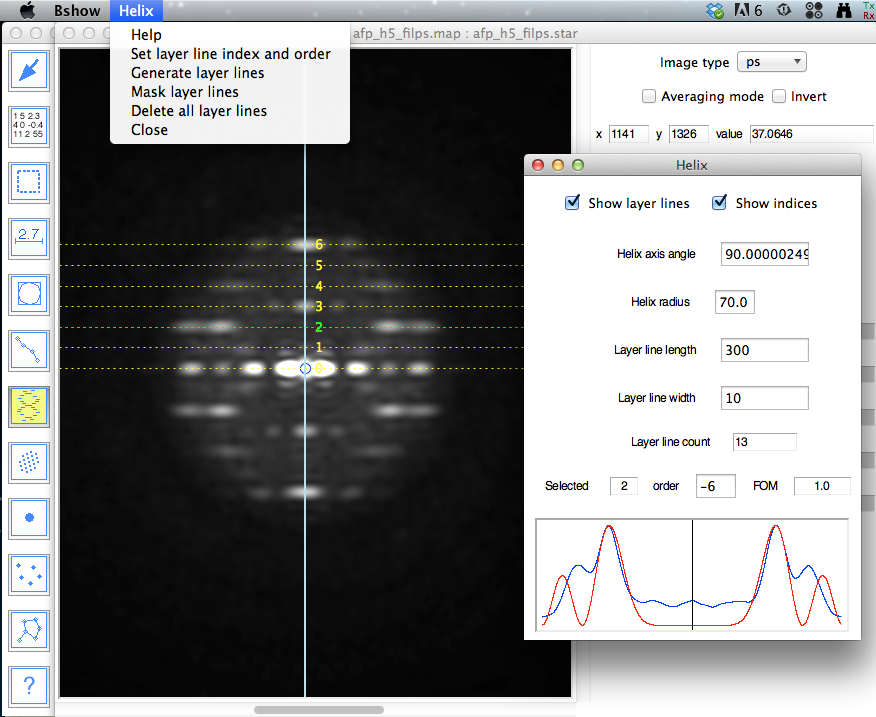 Bshow Helix 6 Tx Rx
Help
Set layer line index and order
Generate layer lines
Mask layer lines
Delete all layer lines
Close
afp_h5_filps.map : afp_h5_filps.star
1 5 2.3
4 0 -0.4
11 2 55
2.7
?
6
5
4
3
2
1
0
Image type ps
Averaging mode Invert
x 1141 y 1326 value 37.0646
Helix
Show layer lines Show indices
Helix axis angle 90.00000249
Helix radius 70.0
Layer line length 300
Layer line width 10
Layer line count 13
Selected 2 order -6 FOM 1.0